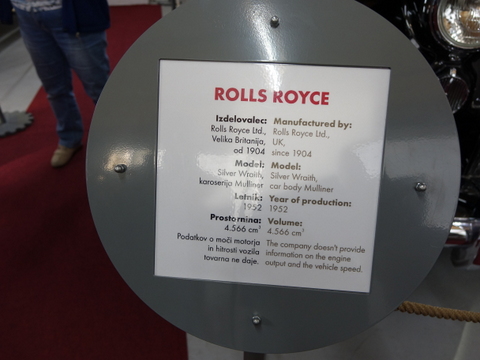 ROLLS ROYCE
Izdelovalec:
Rolls Royce Ltd.,
Velika Britanija,
od 1904
Model:
Silver Wraith,
karoserija Mulliner
Letnik:
1952
Prostornina:
4.566 cm³
Podatkov o moči motorja
in hitrosti vozila
tovarna ne daje.
Manufactured by:
Rolls Royce Ltd.,
UK,
since 1904
Model:
Silver Wraith,
car body Mulliner
Year of production:
1952
Volume:
4.566 cm³
The company doesn't provide
information on the engine
output and the vehicle speed.